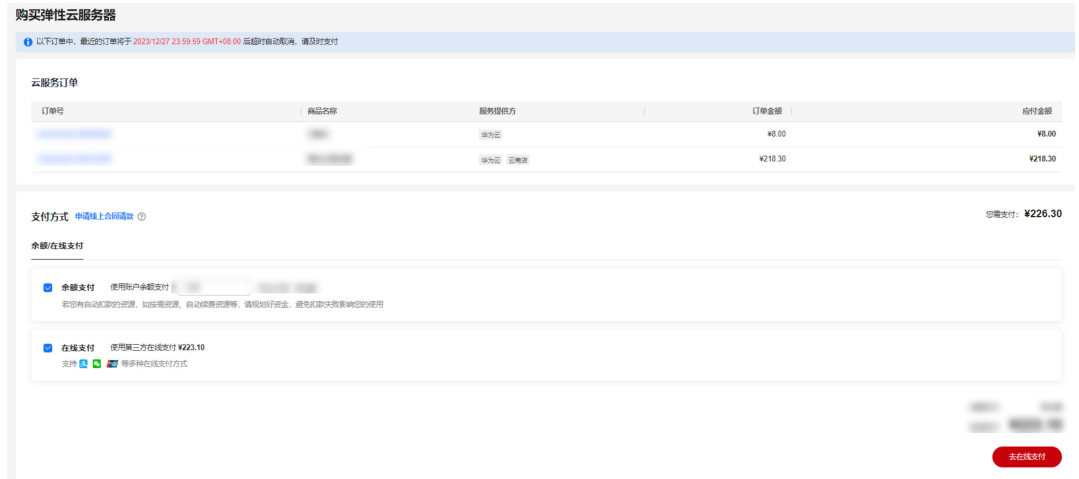 购买弹性云服务器
以下订单中，最近的订单将于 2023/12/27 23:59:59 GMT+08:00 后超时自动取消，请及时支付
云服务订单
订单号 商品名称 服务提供方 订单金额 应付金额
华为云 ¥8.00 ¥8.00
华为云 云商店 ¥218.30 ¥218.30
支付方式 申请线上合同请款 您需支付： ¥226.30
余额/在线支付
余额支付 使用账户余额支付
若您有自动扣款的资源，如按需资源、自动续费资源等，请规划好资金，避免扣款失败影响您的使用
在线支付 使用第三方在线支付 ¥223.10
支持 等多种在线支付方式
去在线支付